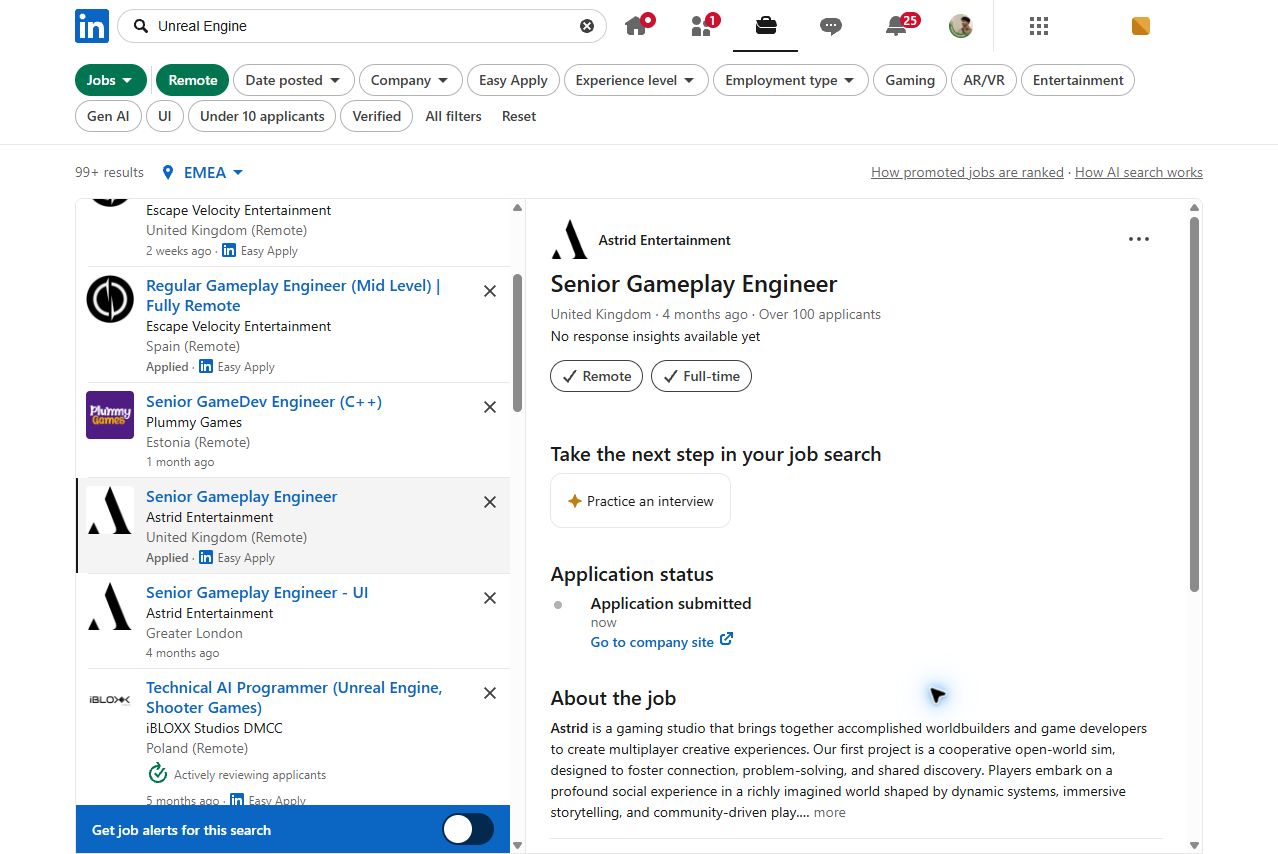 in
Unreal Engine
1
25
Jobs
Remote
Date posted
Company
Easy Apply
Experience level
Employment type
Gaming
AR/VR
Entertainment
Gen AI
UI
Under 10 applicants
Verified
All filters
Reset
99+ results
EMEA
How promoted jobs are ranked · How AI search works
Escape Velocity Entertainment
United Kingdom (Remote)
2 weeks ago · in Easy Apply
Regular Gameplay Engineer (Mid Level) |
Fully Remote
Escape Velocity Entertainment
Spain (Remote)
Applied · in Easy Apply
Plummy
Games
Senior GameDev Engineer (C++)
Plummy Games
Estonia (Remote)
1 month ago
Senior Gameplay Engineer
Astrid Entertainment
United Kingdom (Remote)
Applied · in Easy Apply
Senior Gameplay Engineer - UI
Astrid Entertainment
Greater London
4 months ago
iBLOXX
Technical AI Programmer (Unreal Engine,
Shooter Games)
iBLOXX Studios DMCC
Poland (Remote)
Actively reviewing applicants
5 months ago · in Easy Apply
Get job alerts for this search
Astrid Entertainment
Senior Gameplay Engineer
United Kingdom · 4 months ago · Over 100 applicants
No response insights available yet
Remote
Full-time
Take the next step in your job search
Practice an interview
Application status
Application submitted
now
Go to company site
About the job
Astrid is a gaming studio that brings together accomplished worldbuilders and game developers
to create multiplayer creative experiences. Our first project is a cooperative open-world sim,
designed to foster connection, problem-solving, and shared discovery. Players embark on a
profound social experience in a richly imagined world shaped by dynamic systems, immersive
storytelling, and community-driven play.... more